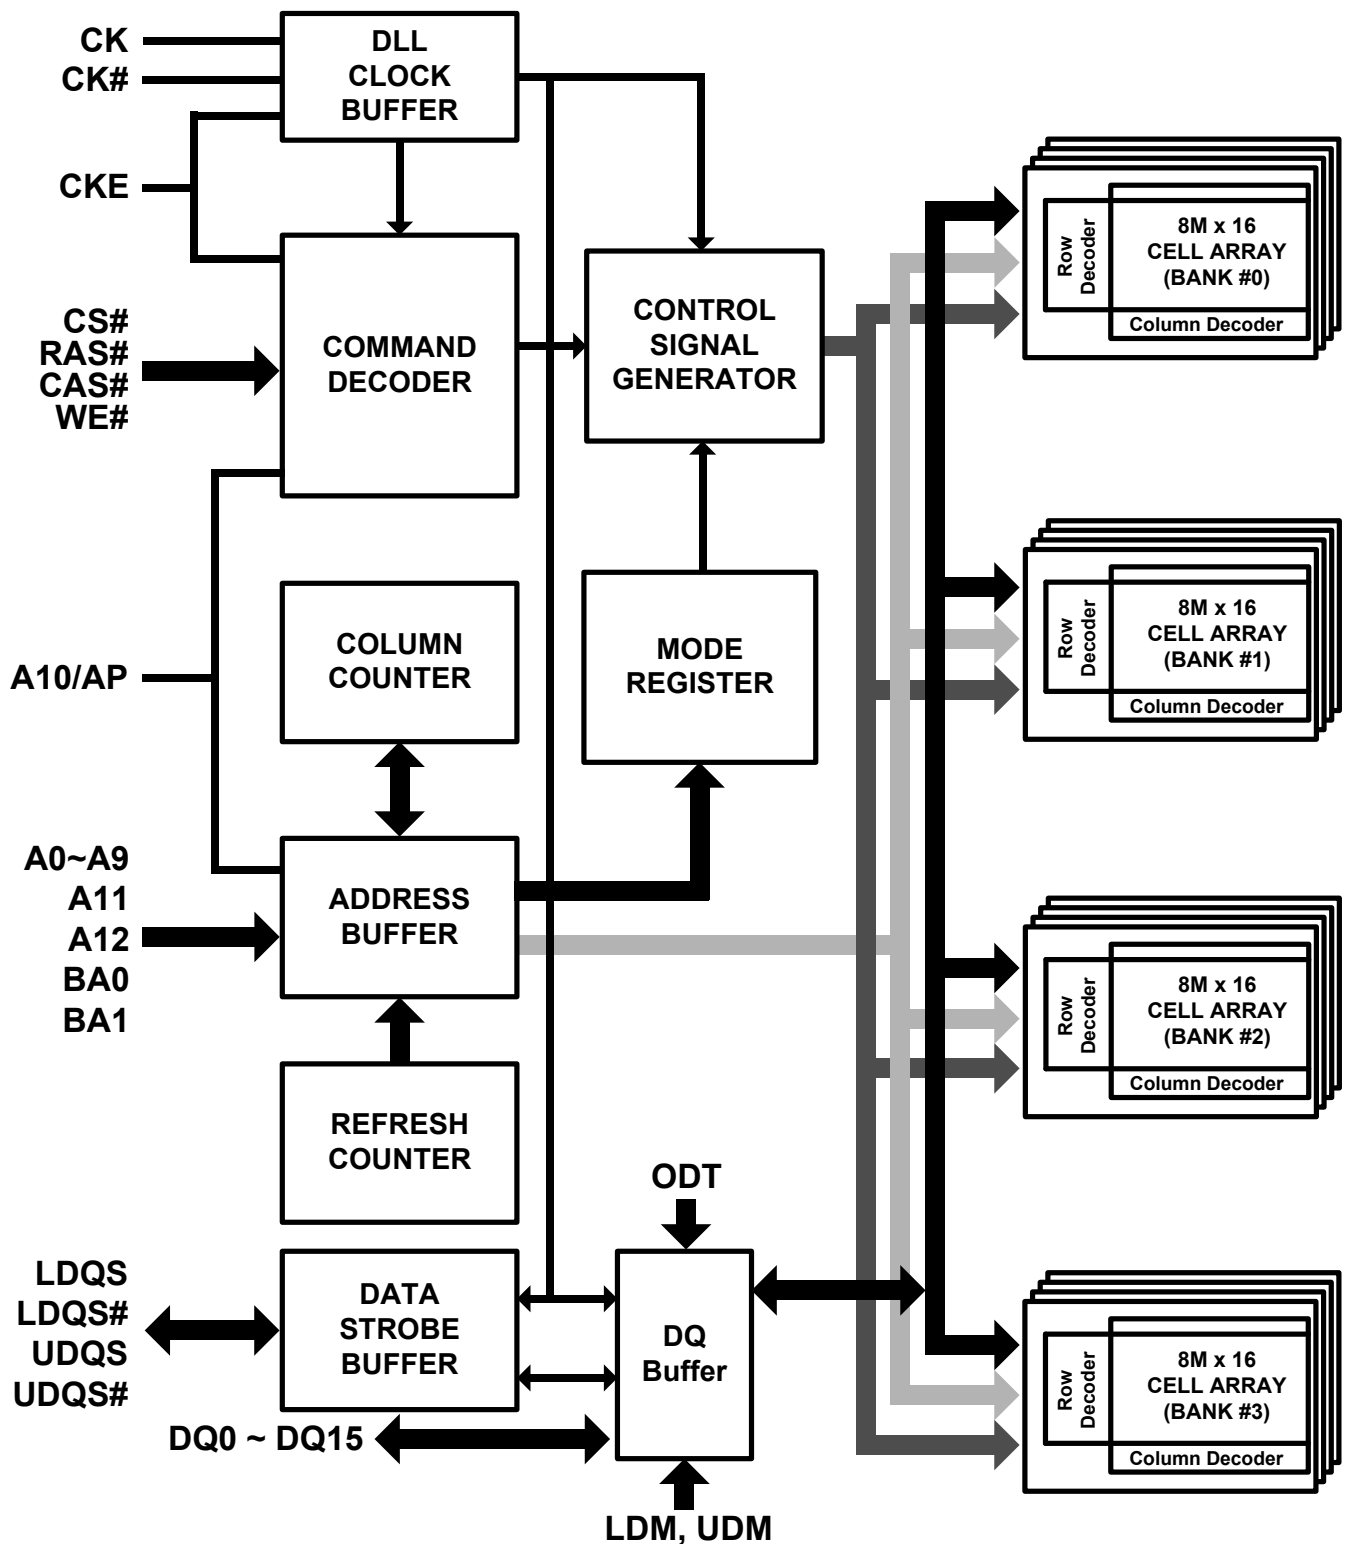 CK
CK#
CKE
CS#
RAS#
CAS#
WE#
A10/AP
A0~A9
A11
A12
BA0
BA1
LDQS
LDQS#
UDQS
UDQS#
DQ0 ~ DQ15
DLL
CLOCK
BUFFER
COMMAND
DECODER
COLUMN
COUNTER
ADDRESS
BUFFER
REFRESH
COUNTER
DATA
STROBE
BUFFER
CONTROL
SIGNAL
GENERATOR
MODE
REGISTER
ODT
DQ
Buffer
LDM, UDM
Row
Decoder
8M x 16
CELL ARRAY
(BANK #0)
Column Decoder
Row
Decoder
8M x 16
CELL ARRAY
(BANK #1)
Column Decoder
Row
Decoder
8M x 16
CELL ARRAY
(BANK #2)
Column Decoder
Row
Decoder
8M x 16
CELL ARRAY
(BANK #3)
Column Decoder